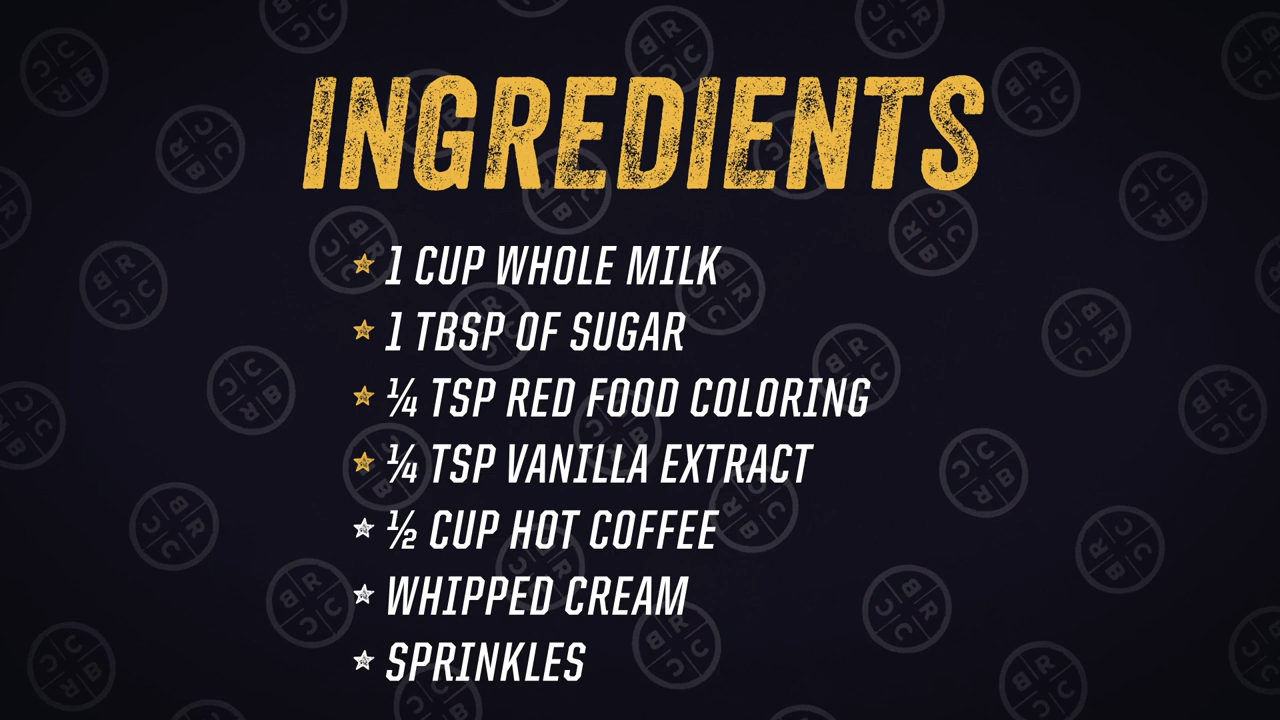 INGREDIENTS
1 CUP WHOLE MILK
1 TBSP OF SUGAR
¼ TSP RED FOOD COLORING
¼ TSP VANILLA EXTRACT
½ CUP HOT COFFEE
WHIPPED CREAM
SPRINKLES